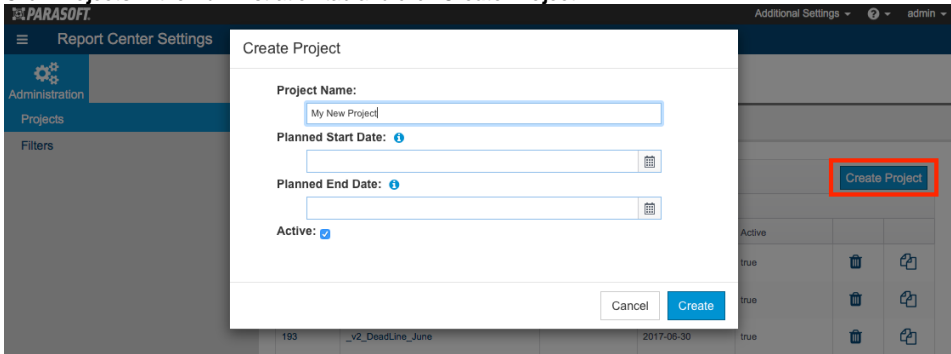 PARASOFT.
Additional Settings
admin
Report Center Settings
Create Project
Administration
Project Name:
My New Project
Projects
Planned Start Date:
Filters
Create Project
Planned End Date:
Active:
Active
true
Cancel
Create
true
193 _v2_DeadLine_June 2017-06-30 true